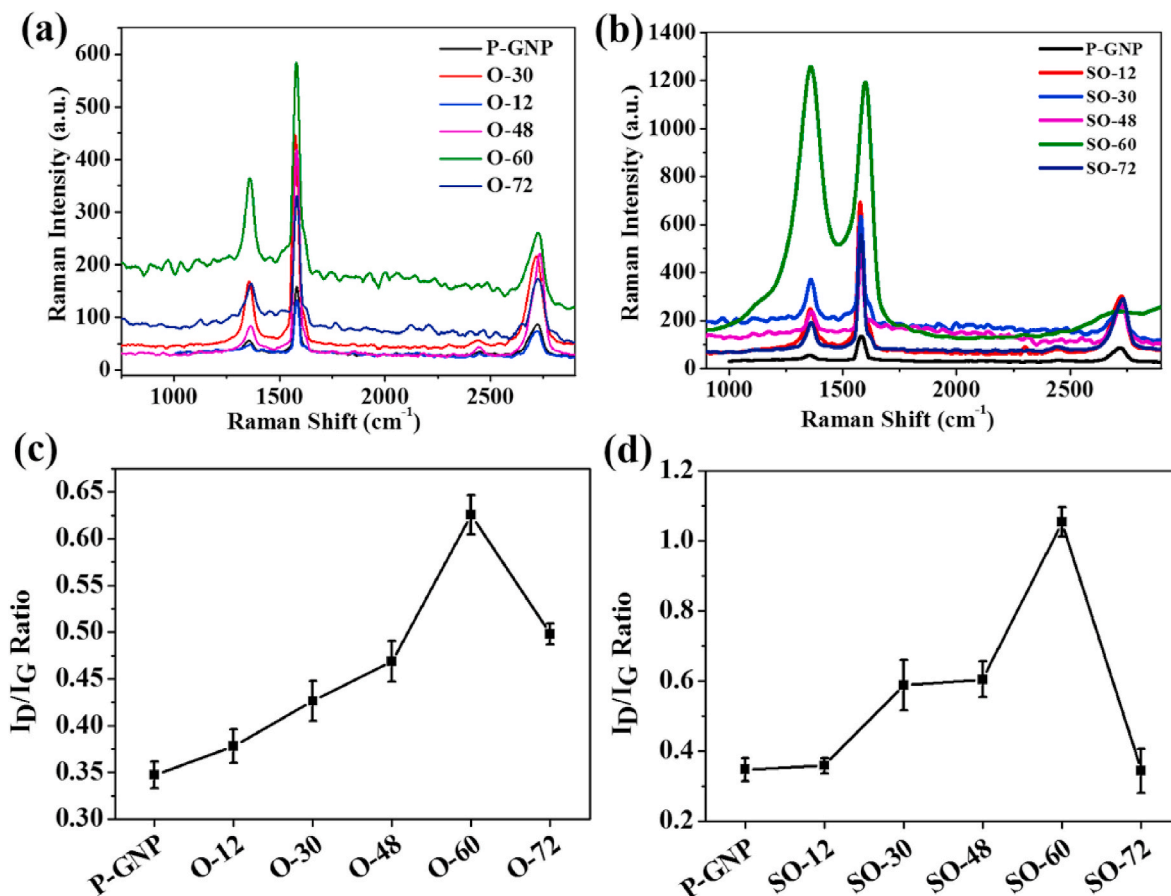 (a)
600
500
400
300
200
100
0
Raman Intensity (a.u.)
P-GNP
O-30
O-12
O-48
O-60
O-72
1000 1500 2000 2500
Raman Shift (cm⁻¹)
(b)
1400
1200
1000
800
600
400
200
0
Raman Intensity (a.u.)
P-GNP
SO-12
SO-30
SO-48
SO-60
SO-72
1000 1500 2000 2500
Raman Shift (cm⁻¹)
(c)
0.65
0.60
0.55
0.50
0.45
0.40
0.35
0.30
I_D/I_G Ratio
P-GNP O-12 O-30 O-48 O-60 O-72
(d)
1.2
1.0
0.8
0.6
0.4
0.2
I_D/I_G Ratio
P-GNP SO-12 SO-30 SO-48 SO-60 SO-72